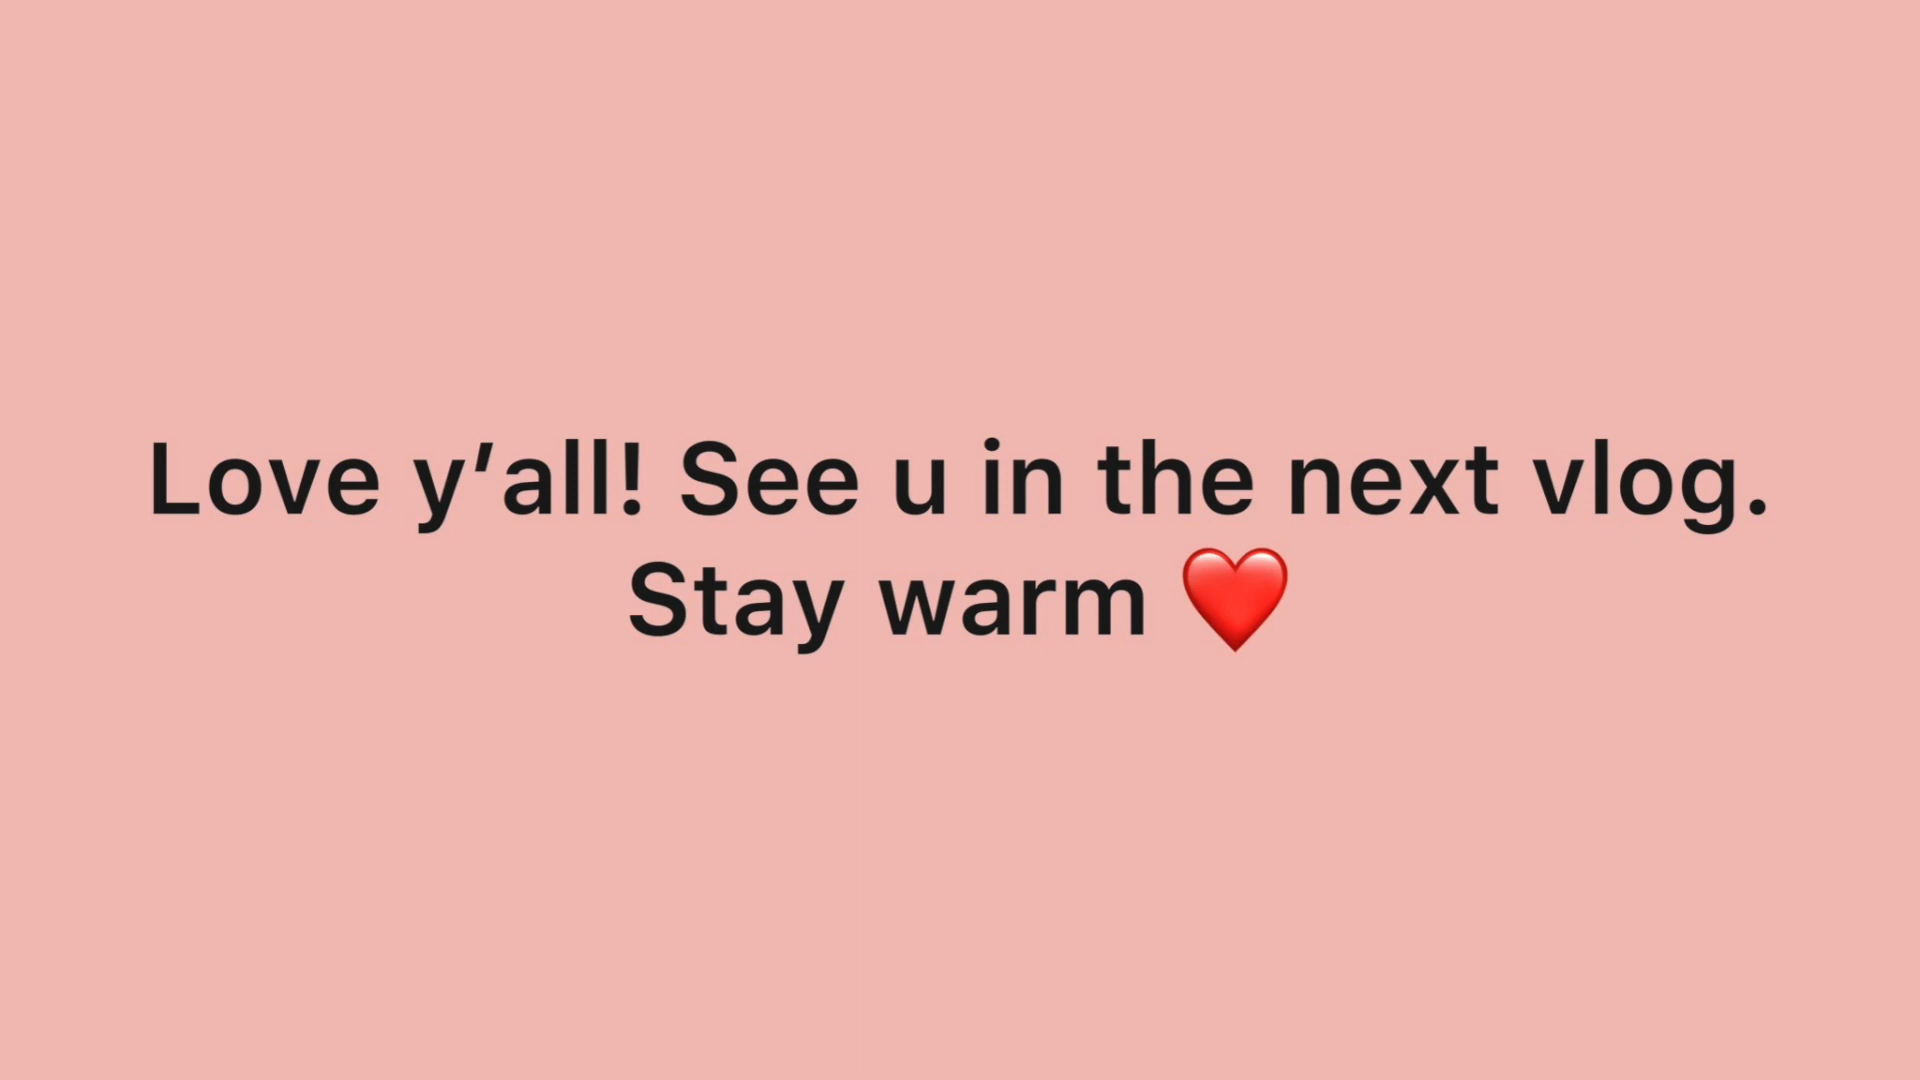 Love y’all! See u in the next vlog.
Stay warm ❤️